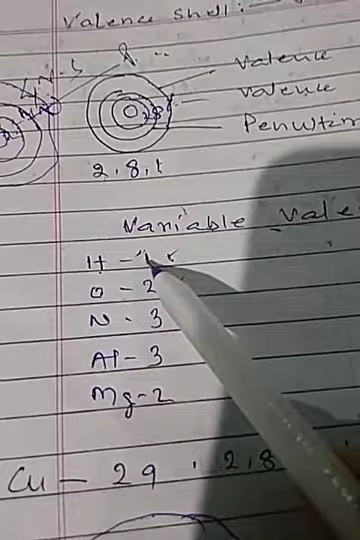 Valence Shell:-
8
Valence
Valence
Penultim
2, 8, 1
Variable Vale
H - 1
O - 2
N - 3
Al - 3
Mg - 2
Cu - 29 , 2,8